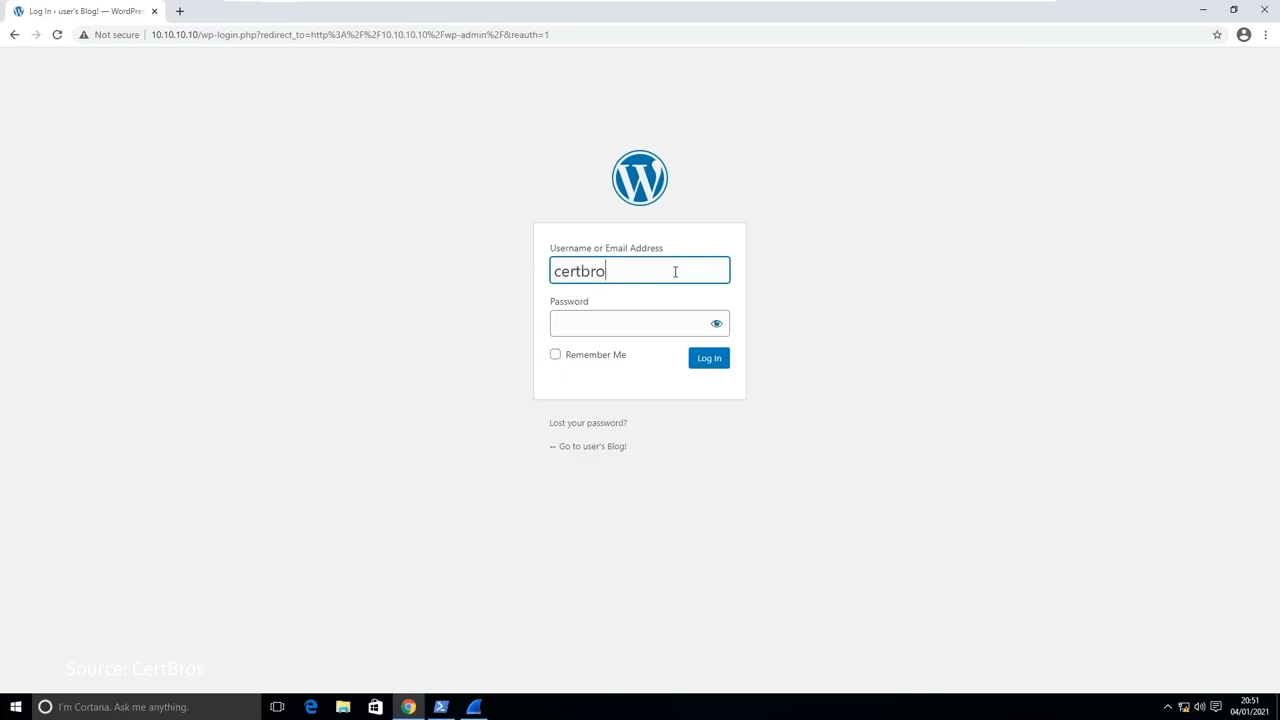 Log In ‹ user's Blog! — WordPres
Not secure
10.10.10.10/wp-login.php?redirect_to=http%3A%2F%2F10.10.10.10%2Fwp-admin%2F&reauth=1
Username or Email Address
certbro
Password
Remember Me
Log In
Lost your password?
← Go to user's Blog!
Source: CertBros
I'm Cortana. Ask me anything.
20:51
04/01/2021